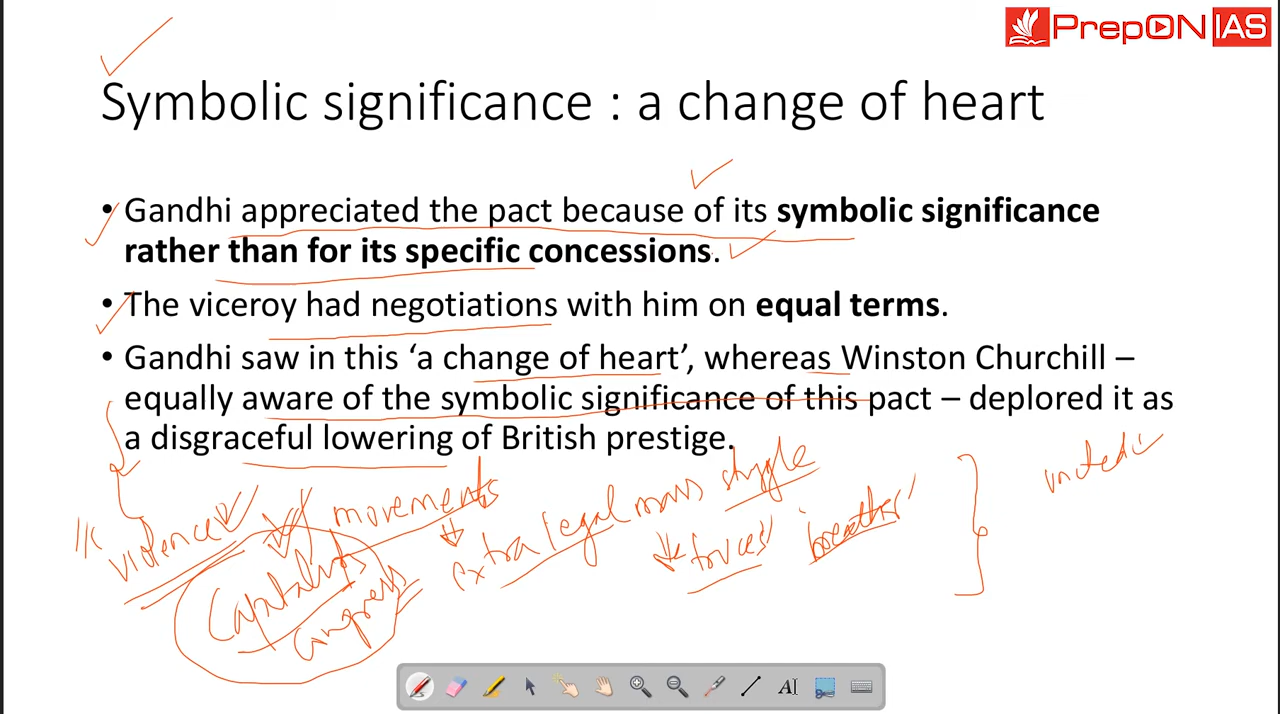 PrepON IAS
Symbolic significance : a change of heart
• Gandhi appreciated the pact because of its symbolic significance
rather than for its specific concessions.
• The viceroy had negotiations with him on equal terms.
• Gandhi saw in this ‘a change of heart’, whereas Winston Churchill –
equally aware of the symbolic significance of this pact – deplored it as
a disgraceful lowering of British prestige.
violence movements extra legal mass struggle
Capitalists forces breather
Congress
AI